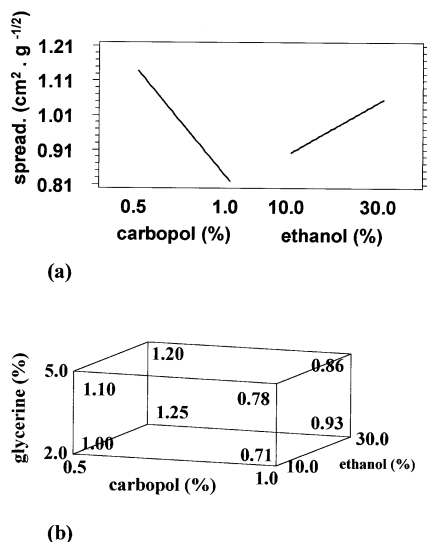 1.21
1.11
1.01
0.91
0.81
spread. (cm² . g -1/2)
0.5 1.0 10.0 30.0
carbopol (%) ethanol (%)
(a)
5.0 1.20 0.86
1.10 0.78
1.25 0.93
glycerine (%)
2.0 1.00 0.71 30.0
0.5 1.0 10.0 ethanol (%)
carbopol (%)
(b)